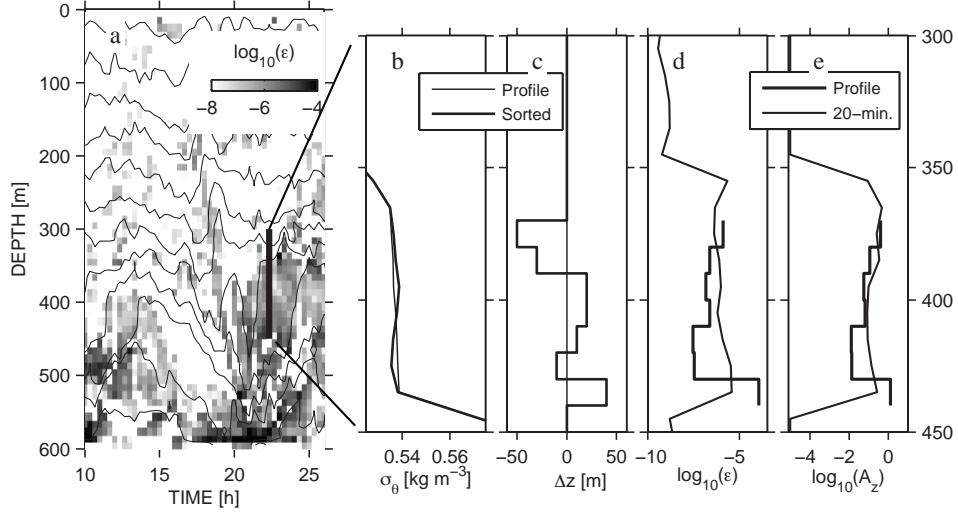 a
log10(ε)
−8 −6 −4
0
100
200
300
400
500
600
DEPTH [m]
10 15 20 25
TIME [h]
b
Profile
Sorted
0.54 0.56
σθ [kg m−3]
c
−50 0 50
Δz [m]
d
−10 −5
log10(ε)
e
Profile
20−min.
−4 −2 0
log10(Az)
300
350
400
450